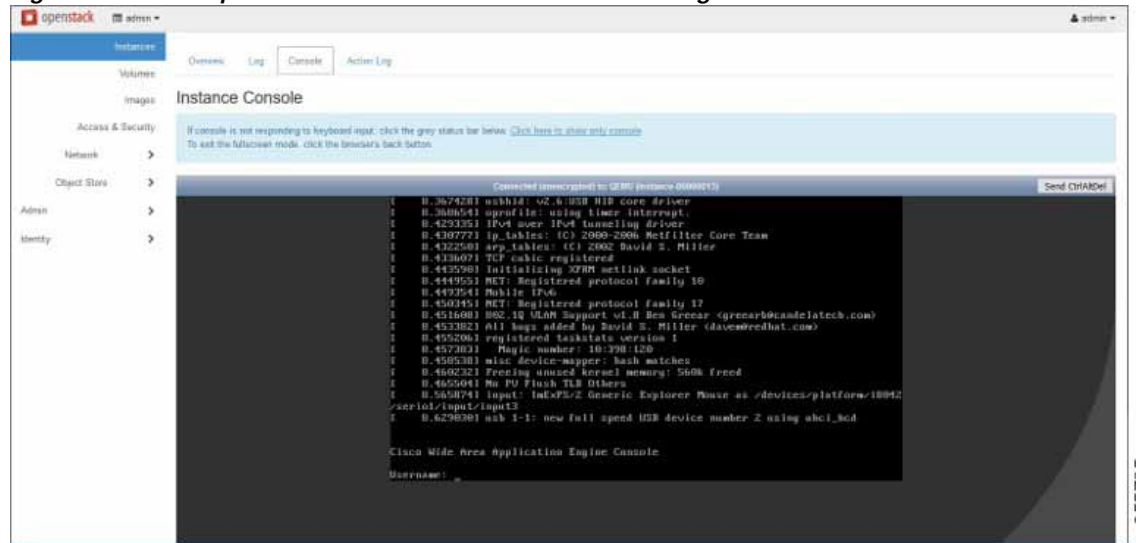 openstack admin
admin
Instances
Volumes
Images
Access & Security
Network
Object Store
Admin
Identity
Overview Log Console Action Log
Instance Console
If console is not responding to keyboard input: click the grey status bar below. Click here to show only console
To exit the fullscreen mode, click the browser's back button.
Connected (unencrypted) to: QEMU (instance-00000013)
Send CtrlAltDel
usbhid: v2.6:USB HID core driver
oprofile: using timer interrupt.
IPv4 over IPv4 tunneling driver
ip_tables: (C) 2000-2006 Netfilter Core Team
arp_tables: (C) 2002 David S. Miller
TCP cubic registered
Initializing XFRM netlink socket
NET: Registered protocol family 10
Mobile IPv6
NET: Registered protocol family 17
802.1Q VLAN Support v1.8 Ben Greear <greearb@candelatech.com>
All bugs added by David S. Miller <davem@redhat.com>
registered taskstats version 1
Magic number: 10:398:120
misc device-mapper: hash matches
Freeing unused kernel memory: 560k freed
No PV Flush TLB Others
input: ImExPS/2 Generic Explorer Mouse as /devices/platform/i8042
/serio1/input/input3
usb 1-1: new full speed USB device number 2 using uhci_hcd
Cisco Wide Area Application Engine Console
Username: _